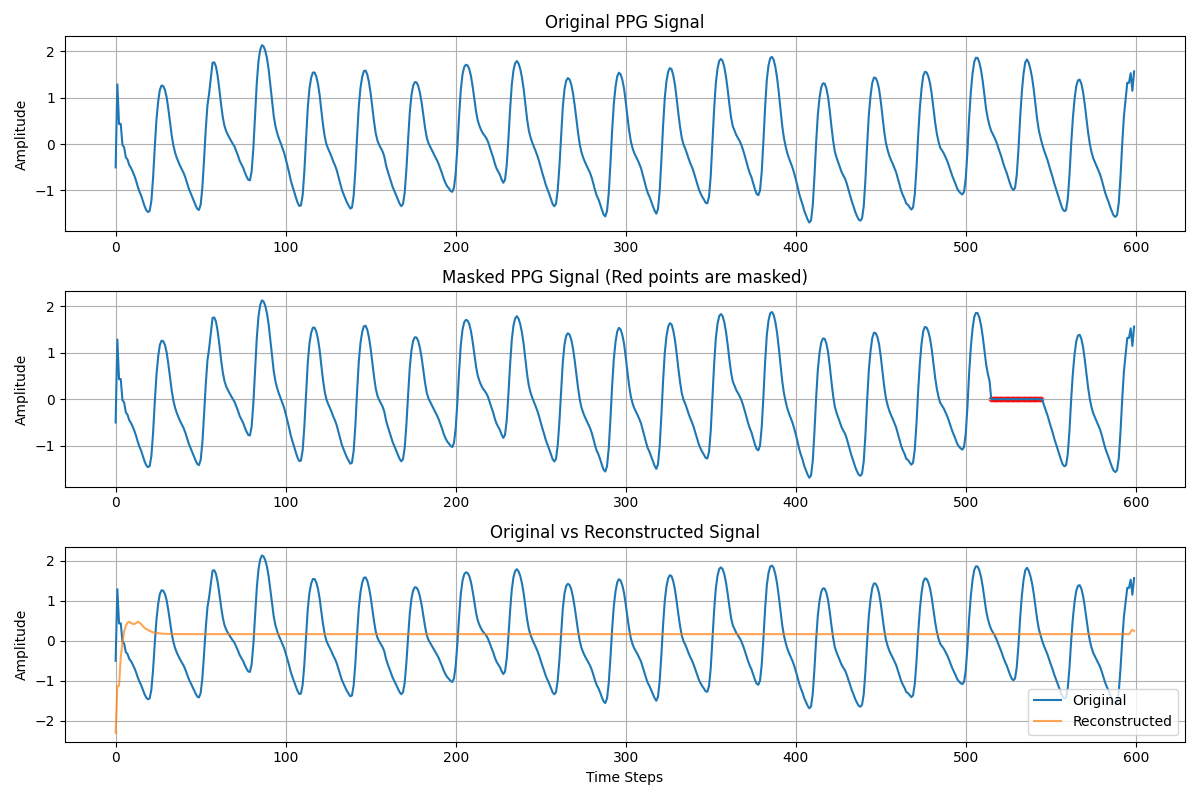 Original PPG Signal
2
1
0
−1
Amplitude
0 100 200 300 400 500 600
Masked PPG Signal (Red points are masked)
2
1
0
−1
Amplitude
0 100 200 300 400 500 600
Original vs Reconstructed Signal
2
1
0
−1
−2
Amplitude
Original
Reconstructed
0 100 200 300 400 500 600
Time Steps